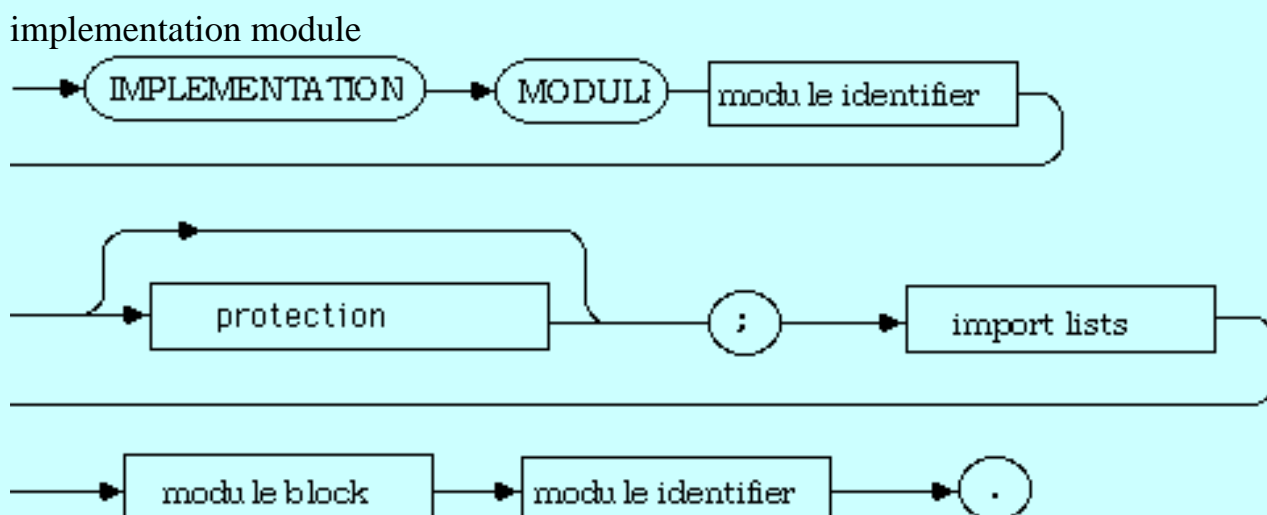 implementation module
IMPLEMENTATION MODULE module identifier
protection ; import lists
module block module identifier .